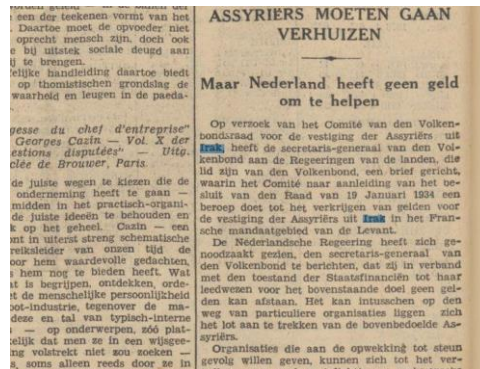 een der teekenen vormt van het
Daartoe moet de opvoeder niet
oprecht mensch zijn, doch ook
bij uitstek sociale deugd aan
te brengen.
elijke handleiding daartoe biedt
op thomistischen grondslag de
waarheid en leugen in de paeda-
gesse du chef d'entreprise"
Georges Cazin — Vol. X der
estions disputées" — Uitg.
clée de Brouwer, Paris.
de juiste wegen te kiezen die de
onderneming heeft te gaan —
midden in het practisch-organi-
de juiste ideeën te behouden en
op het geheel. Cazin — een
nt in uiterst streng schematische
reikleider van onzen tijd de
oor hem waardevolle gedachten,
hem nog te bieden heeft. Wat
t is begrijpen, ontdekken, orde-
t de menschelijke persoonlijkheid
oot-industrie, tegenover de ma-
deze en tal van typisch-interne
— op onderwerpen, zóó plat-
elijk dat men ze in een wijsgee-
ng volstrekt niet zou zoeken —
s, soms alleen reeds door ze in
ASSYRIËRS MOETEN GAAN
VERHUIZEN
Maar Nederland heeft geen geld
om te helpen
Op verzoek van het Comité van den Volken-
bondsraad voor de vestiging der Assyriërs uit
Irak, heeft de secretaris-generaal van den Vol-
kenbond aan de Regeeringen van de landen, die
lid zijn van den Volkenbond, een brief gericht,
waarin het Comité naar aanleiding van het be-
sluit van den Raad van 19 Januari 1934 een
beroep doet tot het verkrijgen van gelden voor
de vestiging der Assyriërs uit Irak in het Fran-
sche mandaatgebied van de Levant.
De Nederlandsche Regeering heeft zich ge-
noodzaakt gezien, den secretaris-generaal van
den Volkenbond te berichten, dat zij in verband
met den toestand der Staatsfinanciën tot haar
leedwezen voor het bovenstaande doel geen gel-
den kan afstaan. Het kan intusschen op den
weg van particuliere organisaties liggen zich
het lot aan te trekken van de bovenbedoelde As-
syriërs.
Organisaties die aan de opwekking tot steun
gevolg willen geven, kunnen zich tot het ver-